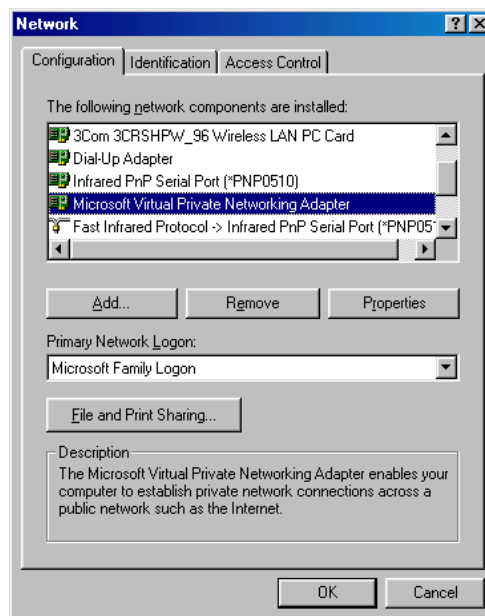 Network
Configuration Identification Access Control
The following network components are installed:
3Com 3CRSHPW_96 Wireless LAN PC Card
Dial-Up Adapter
Infrared PnP Serial Port (*PNP0510)
Microsoft Virtual Private Networking Adapter
Fast Infrared Protocol -> Infrared PnP Serial Port (*PNP05
Add... Remove Properties
Primary Network Logon:
Microsoft Family Logon
File and Print Sharing...
Description
The Microsoft Virtual Private Networking Adapter enables your
computer to establish private network connections across a
public network such as the Internet.
OK Cancel